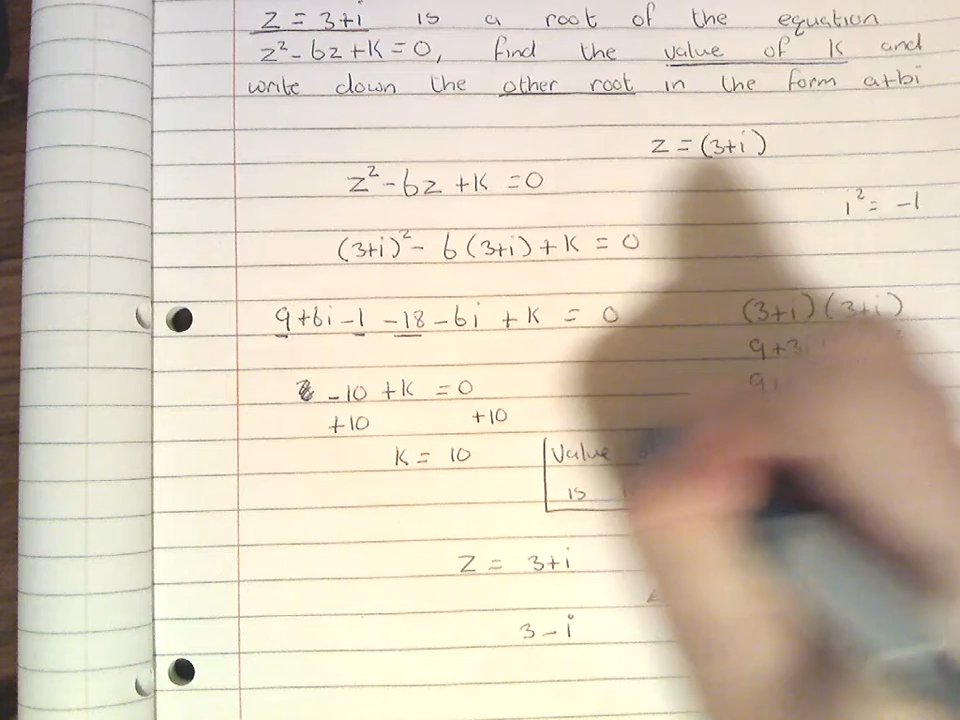 z = 3+i is a root of the equation
z² - 6z + k = 0, find the value of k and
write down the other root in the form a+bi
z = (3+i)
z² - 6z + k = 0
i² = -1
(3+i)² - 6(3+i) + k = 0
9+6i -1 -18 -6i + k = 0
(3+i)(3+i)
9+3i
-10 + k = 0
+10 +10
k = 10
Value
is
z = 3+i
3-i